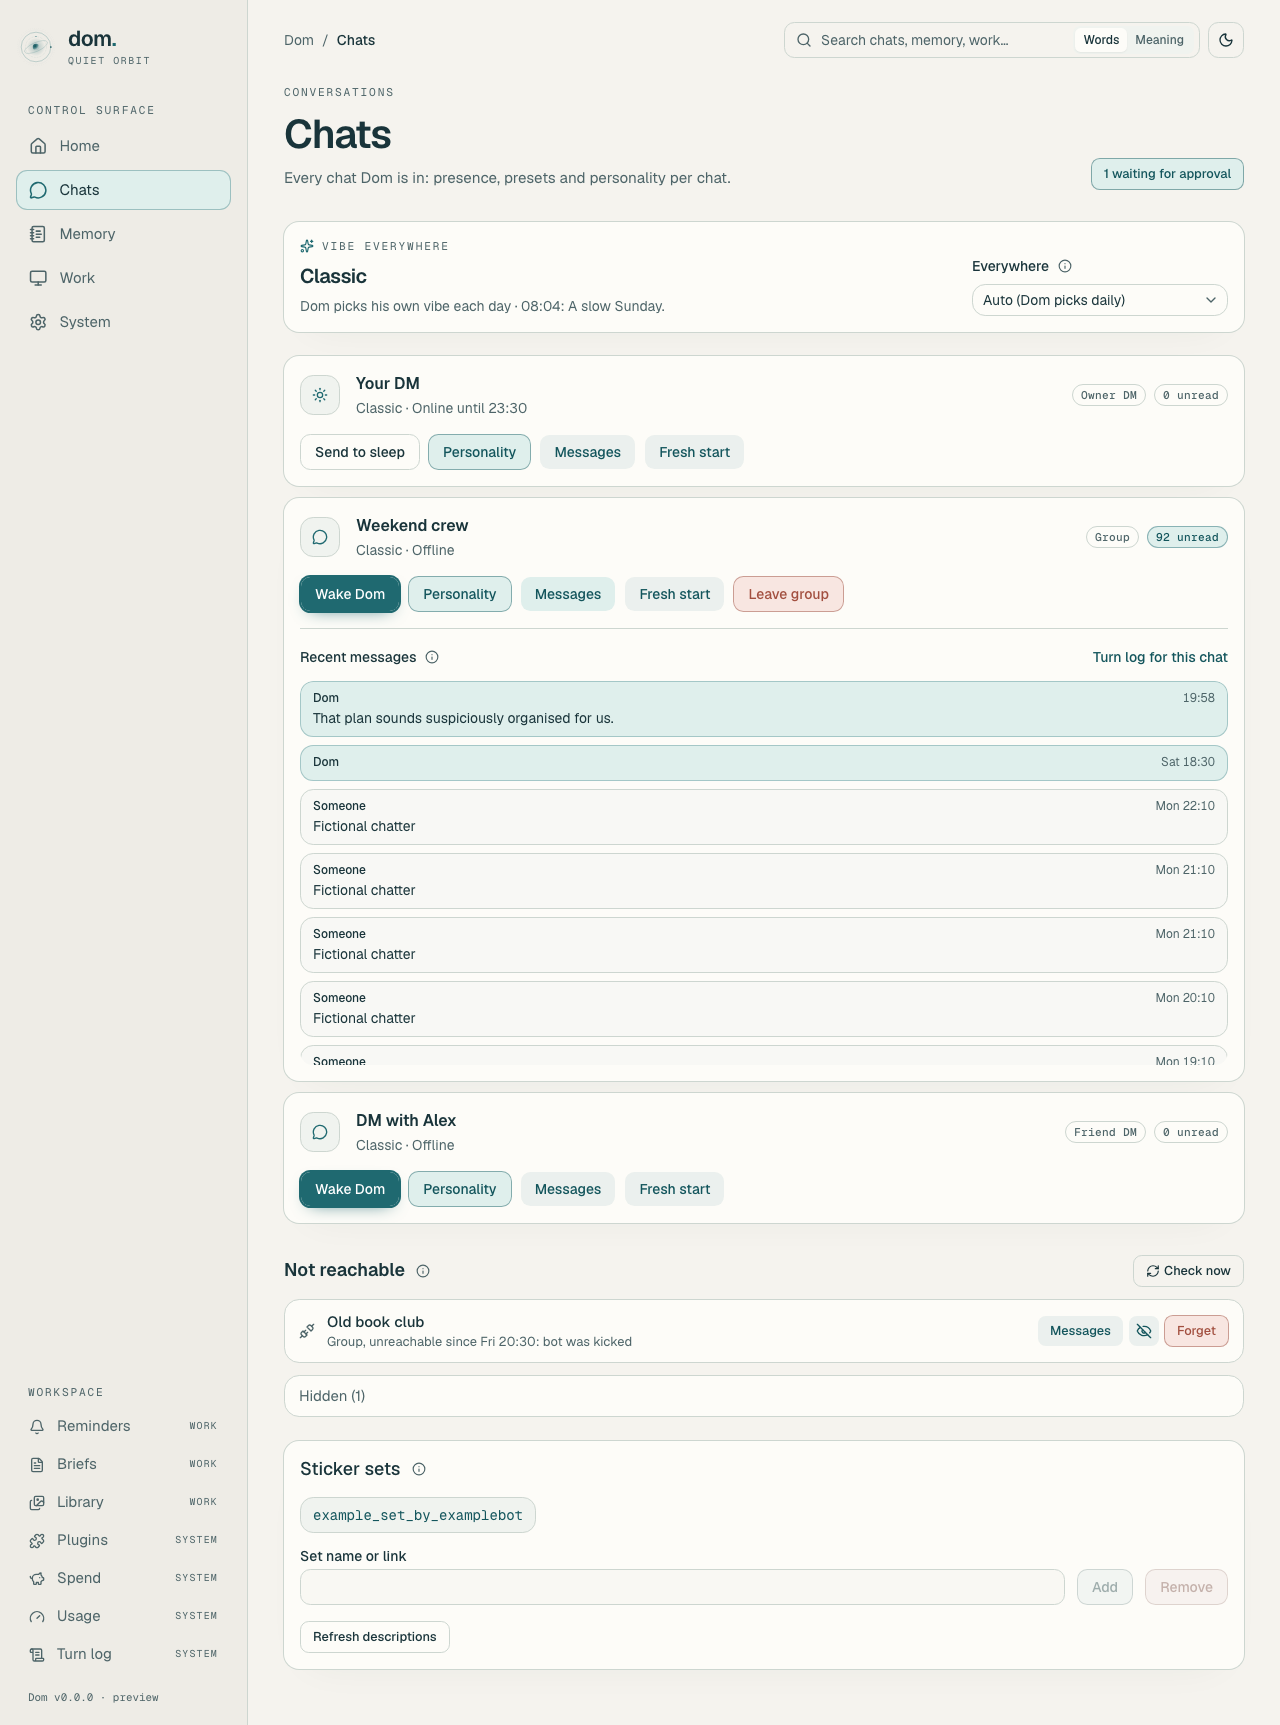 dom.
QUIET ORBIT
CONTROL SURFACE
Home
Chats
Memory
Work
System
WORKSPACE
Reminders WORK
Briefs WORK
Library WORK
Plugins SYSTEM
Spend SYSTEM
Usage SYSTEM
Turn log SYSTEM
Dom v0.0.0 · preview
Dom / Chats
Search chats, memory, work…
Words Meaning
CONVERSATIONS
Chats
Every chat Dom is in: presence, presets and personality per chat.
1 waiting for approval
VIBE EVERYWHERE
Classic
Dom picks his own vibe each day · 08:04: A slow Sunday.
Everywhere
Auto (Dom picks daily)
Your DM
Classic · Online until 23:30
Owner DM 0 unread
Send to sleep Personality Messages Fresh start
Weekend crew
Classic · Offline
Group 92 unread
Wake Dom Personality Messages Fresh start Leave group
Recent messages
Turn log for this chat
Dom 19:58
That plan sounds suspiciously organised for us.
Dom Sat 18:30
Someone Mon 22:10
Fictional chatter
Someone Mon 21:10
Fictional chatter
Someone Mon 21:10
Fictional chatter
Someone Mon 20:10
Fictional chatter
Someone Mon 19:10
DM with Alex
Classic · Offline
Friend DM 0 unread
Wake Dom Personality Messages Fresh start
Not reachable
Check now
Old book club
Group, unreachable since Fri 20:30: bot was kicked
Messages Forget
Hidden (1)
Sticker sets
example_set_by_examplebot
Set name or link
Add Remove
Refresh descriptions